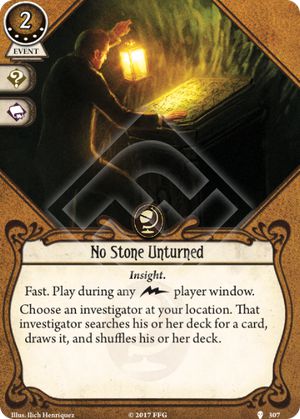 2
EVENT
No Stone Unturned
Insight.
Fast. Play during any player window.
Choose an investigator at your location. That
investigator searches his or her deck for a card,
draws it, and shuffles his or her deck.
Illus. Ilich Henriquez © 2017 FFG 307